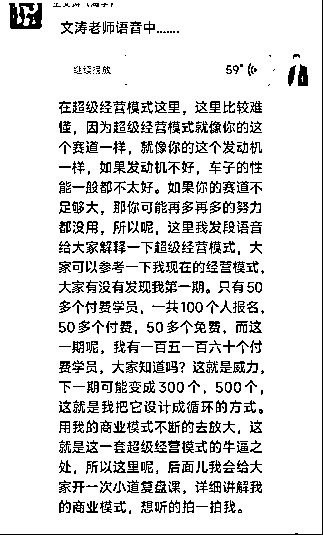 文涛老师语音中.......
继续播放
59"
在超级经营模式这里，这里比较难
懂，因为超级经营模式就像你的这
个赛道一样，就像你的这个发动机
一样，如果发动机不好，车子的性
能一般都不太好。如果你的赛道不
足够大，那你可能再多再多的努力
都没用，所以呢，这里我发段语音
给大家解释一下超级经营模式，大
家可以参考一下我现在的经营模式，
大家有没有发现我第一期。只有50
多个付费学员，一共100个人报名，
50多个付费，50多个免费，而这
一期呢，我有一百五一百六十个付
费学员，大家知道吗？这就是威力，
下一期可能变成300个，500个，
这就是我把它设计成循环的方式。
用我的商业模式不断的去放大，这
就是这一套超级经营模式的牛逼之
处，所以这里呢，后面儿我会给大
家开一次小道复盘课，详细讲解我
的商业模式，想听的拍一拍我。